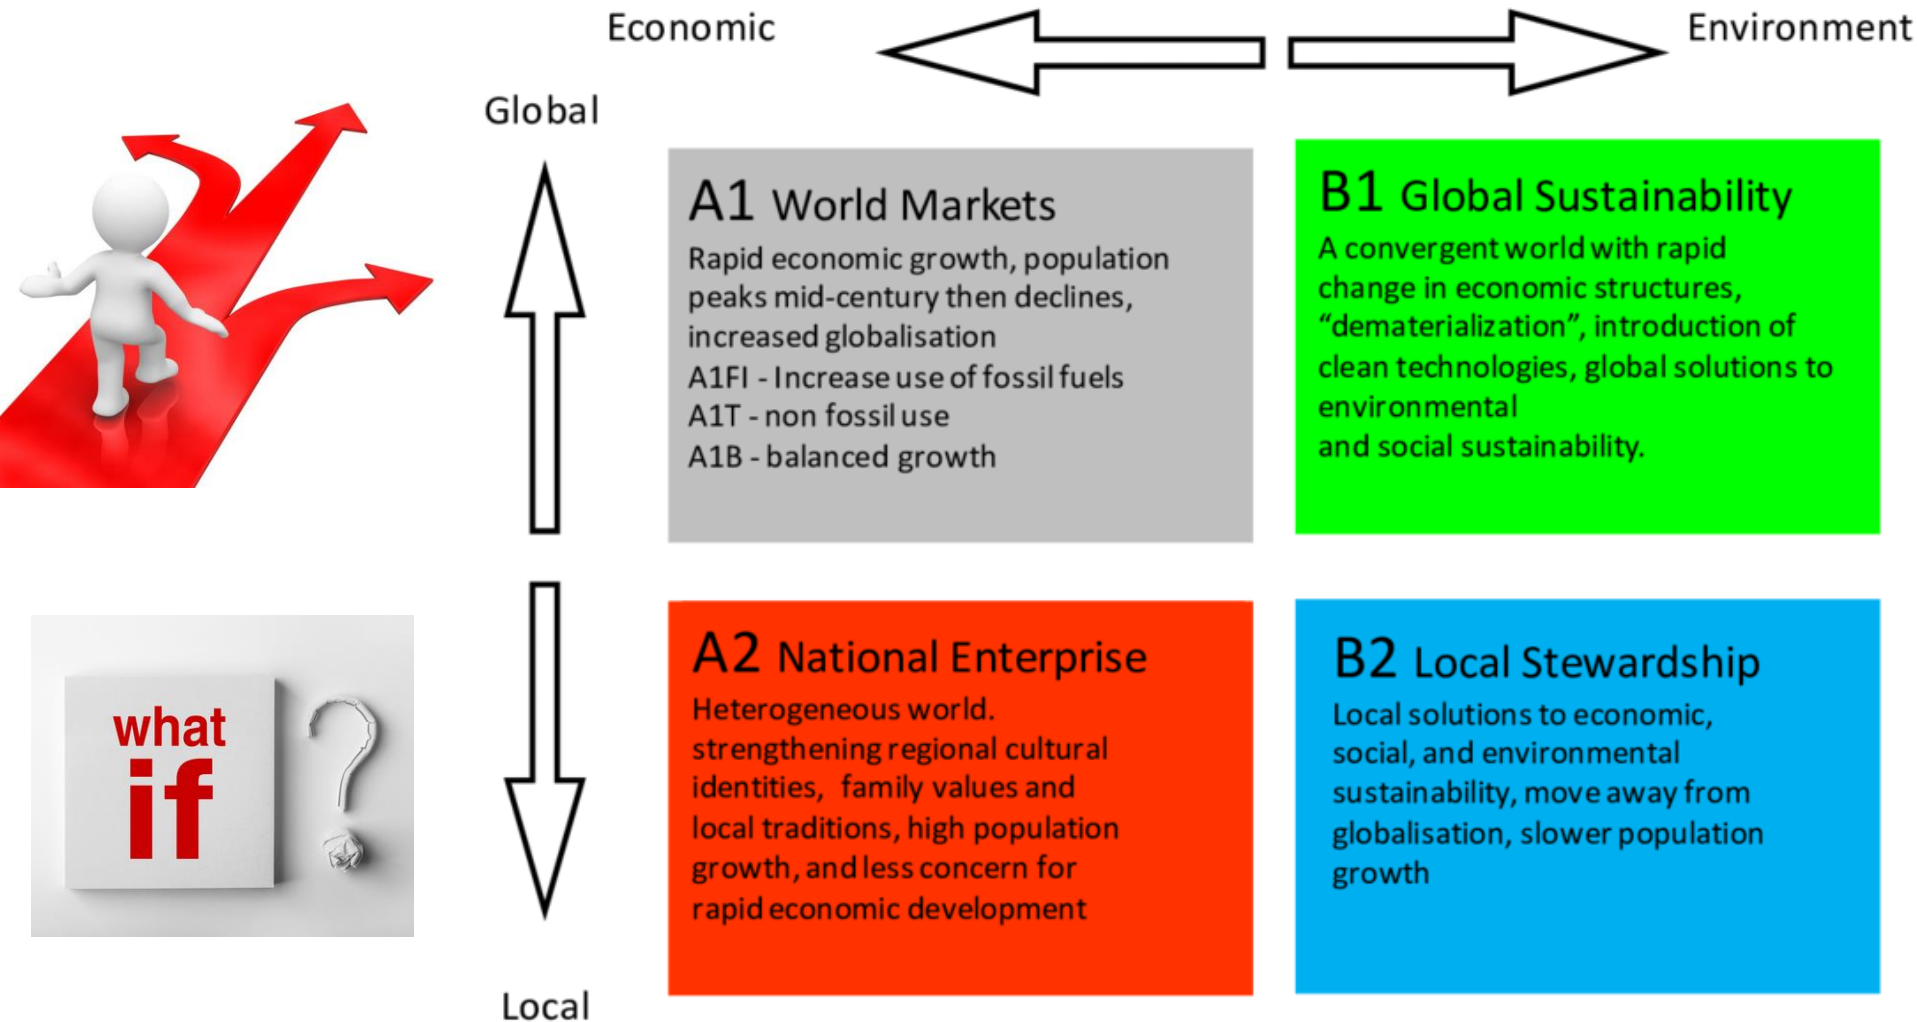 Economic
Environment
Global
A1 World Markets
Rapid economic growth, population
peaks mid-century then declines,
increased globalisation
A1FI - Increase use of fossil fuels
A1T - non fossil use
A1B - balanced growth
B1 Global Sustainability
A convergent world with rapid
change in economic structures,
“dematerialization”, introduction of
clean technologies, global solutions to
environmental
and social sustainability.
what
if
?
A2 National Enterprise
Heterogeneous world.
strengthening regional cultural
identities, family values and
local traditions, high population
growth, and less concern for
rapid economic development
B2 Local Stewardship
Local solutions to economic,
social, and environmental
sustainability, move away from
globalisation, slower population
growth
Local